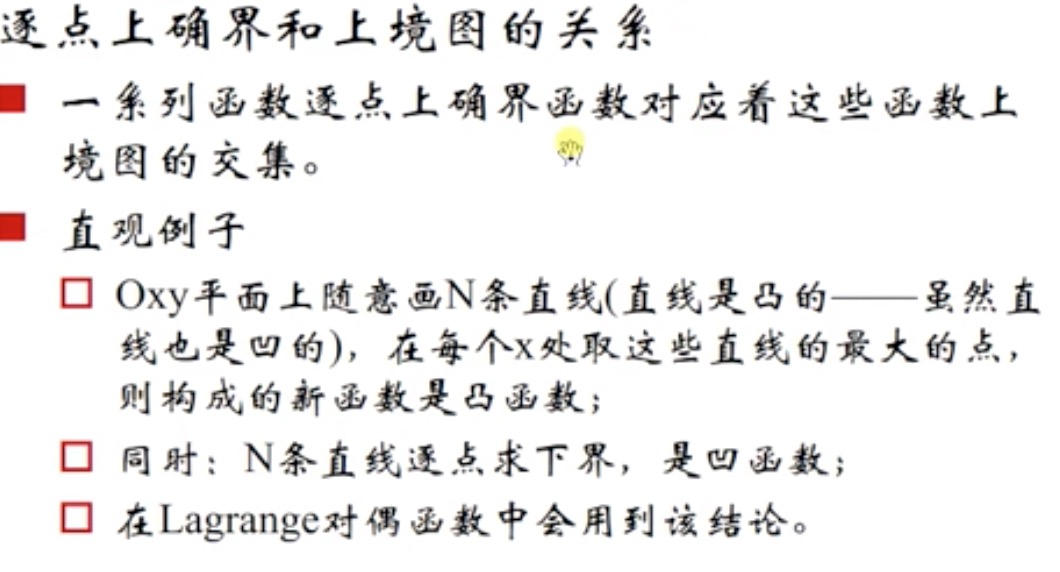 逐点上确界和上境图的关系
一系列函数逐点上确界函数对应着这些函数上
境图的交集。
直观例子
Oxy平面上随意画N条直线(直线是凸的——虽然直
线也是凹的)，在每个x处取这些直线的最大的点，
则构成的新函数是凸函数；
同时：N条直线逐点求下界，是凹函数；
在Lagrange对偶函数中会用到该结论。